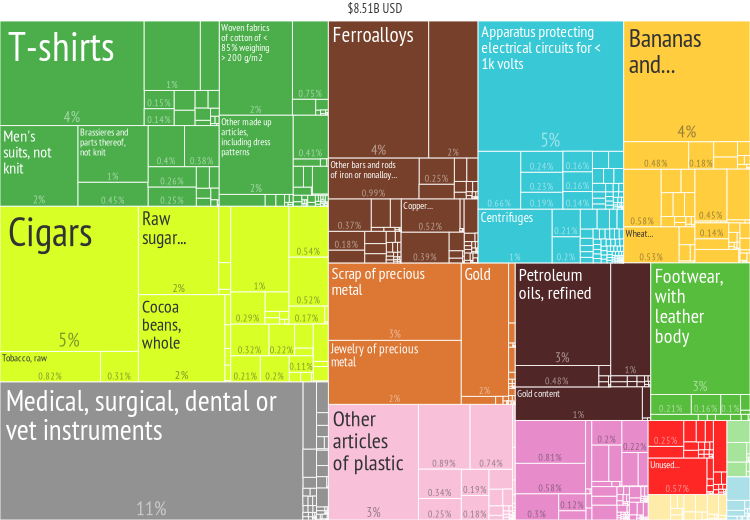 $8.51B USD
T-shirts
4%
1%
0.15%
0.14%
Woven fabrics
of cotton of <
85% weighing
> 200 g/m2
2%
0.75%
Men's
suits, not
knit
2%
Brassieres and
parts thereof,
not knit
1%
0.45%
0.4%
0.38%
0.26%
0.25%
Other made up
articles,
including dress
patterns
2%
0.41%
Ferroalloys
4%
2%
Other bars and rods
of iron or nonalloy...
0.99%
0.25%
0.37%
0.18%
Copper...
0.52%
0.39%
Apparatus protecting
electrical circuits for <
1k volts
5%
0.66%
0.24%
0.16%
0.23%
0.16%
0.19%
0.14%
Centrifuges
1%
0.21%
0.2%
Bananas
and...
4%
0.48%
0.18%
0.58%
0.45%
Wheat...
0.53%
0.14%
Cigars
5%
Tobacco, raw
0.82%
0.31%
Raw
sugar...
2%
Cocoa
beans,
whole
2%
1%
0.54%
0.52%
0.29%
0.17%
0.32%
0.22%
0.11%
0.21%
0.2%
Scrap of precious
metal
3%
Jewelry of precious
metal
2%
Gold
2%
Petroleum
oils, refined
3%
1%
0.48%
Gold content
1%
Footwear,
with
leather
body
3%
0.21%
0.16%
0.1%
Medical, surgical, dental or
vet instruments
11%
Other
articles
of plastic
3%
0.89%
0.74%
0.34%
0.19%
0.25%
0.18%
0.81%
0.2%
0.22%
0.58%
0.3%
0.12%
0.25%
Unused...
0.57%